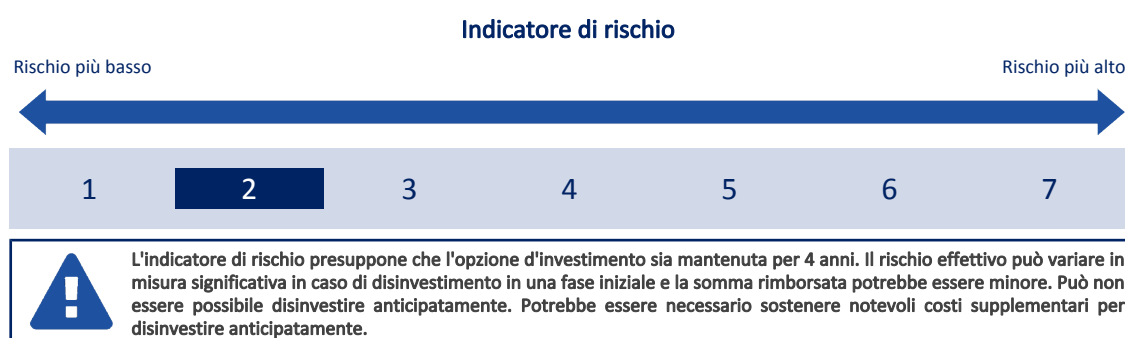 Indicatore di rischio
Rischio più basso
Rischio più alto
1 2 3 4 5 6 7
L'indicatore di rischio presuppone che l'opzione d'investimento sia mantenuta per 4 anni. Il rischio effettivo può variare in
misura significativa in caso di disinvestimento in una fase iniziale e la somma rimborsata potrebbe essere minore. Può non
essere possibile disinvestire anticipatamente. Potrebbe essere necessario sostenere notevoli costi supplementari per
disinvestire anticipatamente.